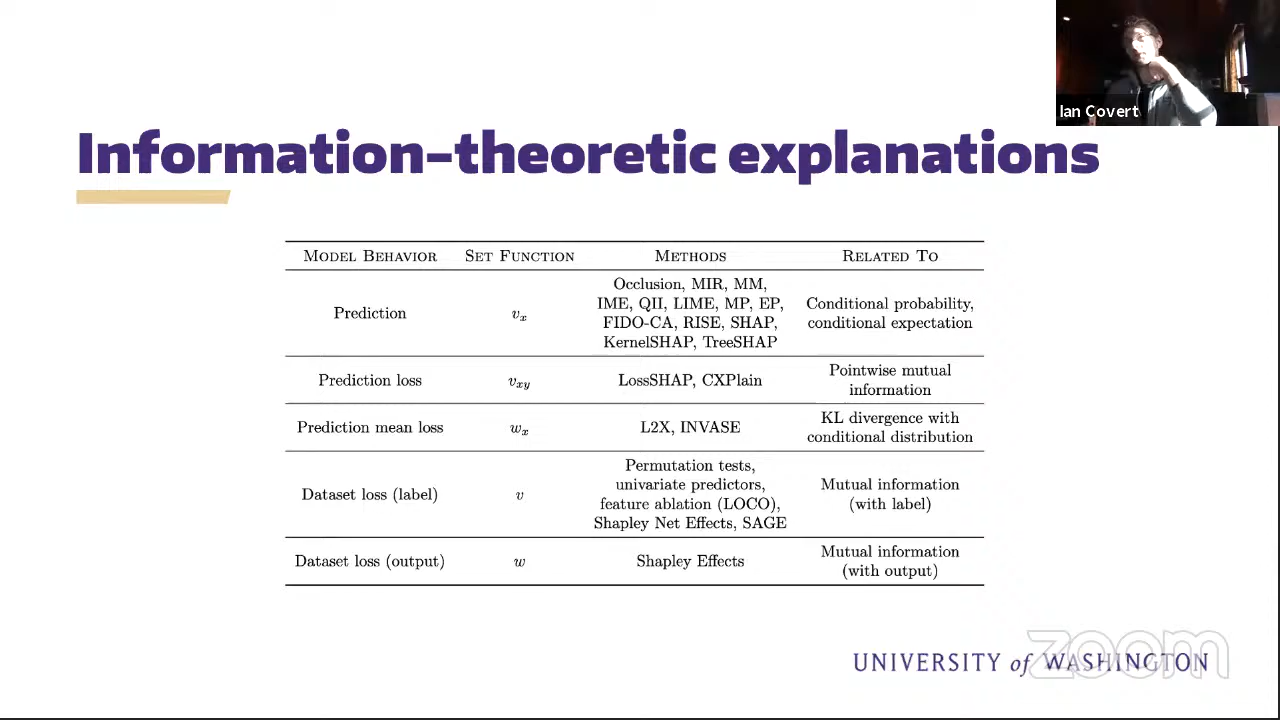 Ian Covert
Information-theoretic explanations
Model Behavior Set Function Methods Related To
Prediction
v_x
Occlusion, MIR, MM,
IME, QII, LIME, MP, EP,
FIDO-CA, RISE, SHAP,
KernelSHAP, TreeSHAP
Conditional probability,
conditional expectation
Prediction loss
v_xy
LossSHAP, CXPlain
Pointwise mutual
information
Prediction mean loss
w_x
L2X, INVASE
KL divergence with
conditional distribution
Dataset loss (label)
v
Permutation tests,
univariate predictors,
feature ablation (LOCO),
Shapley Net Effects, SAGE
Mutual information
(with label)
Dataset loss (output)
w
Shapley Effects
Mutual information
(with output)
zoom
UNIVERSITY of WASHINGTON